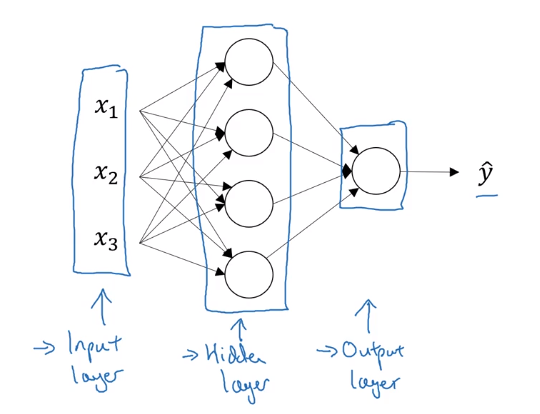 x₁
x₂
x₃
ŷ
→ Input
layer
→ Hidden
layer
→ Output
layer